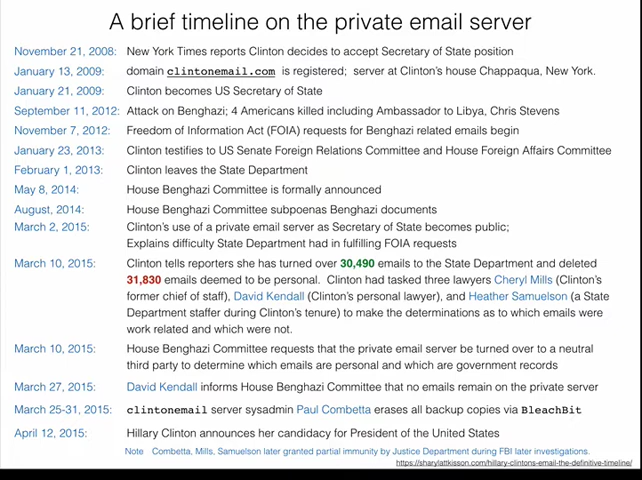 A brief timeline on the private email server
November 21, 2008: New York Times reports Clinton decides to accept Secretary of State position
January 13, 2009: domain clintonemail.com is registered; server at Clinton's house Chappaqua, New York.
January 21, 2009: Clinton becomes US Secretary of State
September 11, 2012: Attack on Benghazi; 4 Americans killed including Ambassador to Libya, Chris Stevens
November 7, 2012: Freedom of Information Act (FOIA) requests for Benghazi related emails begin
January 23, 2013: Clinton testifies to US Senate Foreign Relations Committee and House Foreign Affairs Committee
February 1, 2013: Clinton leaves the State Department
May 8, 2014: House Benghazi Committee is formally announced
August, 2014: House Benghazi Committee subpoenas Benghazi documents
March 2, 2015: Clinton's use of a private email server as Secretary of State becomes public;
Explains difficulty State Department had in fulfilling FOIA requests
March 10, 2015: Clinton tells reporters she has turned over 30,490 emails to the State Department and deleted
31,830 emails deemed to be personal. Clinton had tasked three lawyers Cheryl Mills (Clinton's
former chief of staff), David Kendall (Clinton's personal lawyer), and Heather Samuelson (a State
Department staffer during Clinton's tenure) to make the determinations as to which emails were
work related and which were not.
March 10, 2015: House Benghazi Committee requests that the private email server be turned over to a neutral
third party to determine which emails are personal and which are government records
March 27, 2015: David Kendall informs House Benghazi Committee that no emails remain on the private server
March 25-31, 2015: clintonemail server sysadmin Paul Combetta erases all backup copies via BleachBit
April 12, 2015: Hillary Clinton announces her candidacy for President of the United States
Note Combetta, Mills, Samuelson later granted partial immunity by Justice Department during FBI later investigations.
https://sharylattkisson.com/hillary-clintons-email-the-definitive-timeline/